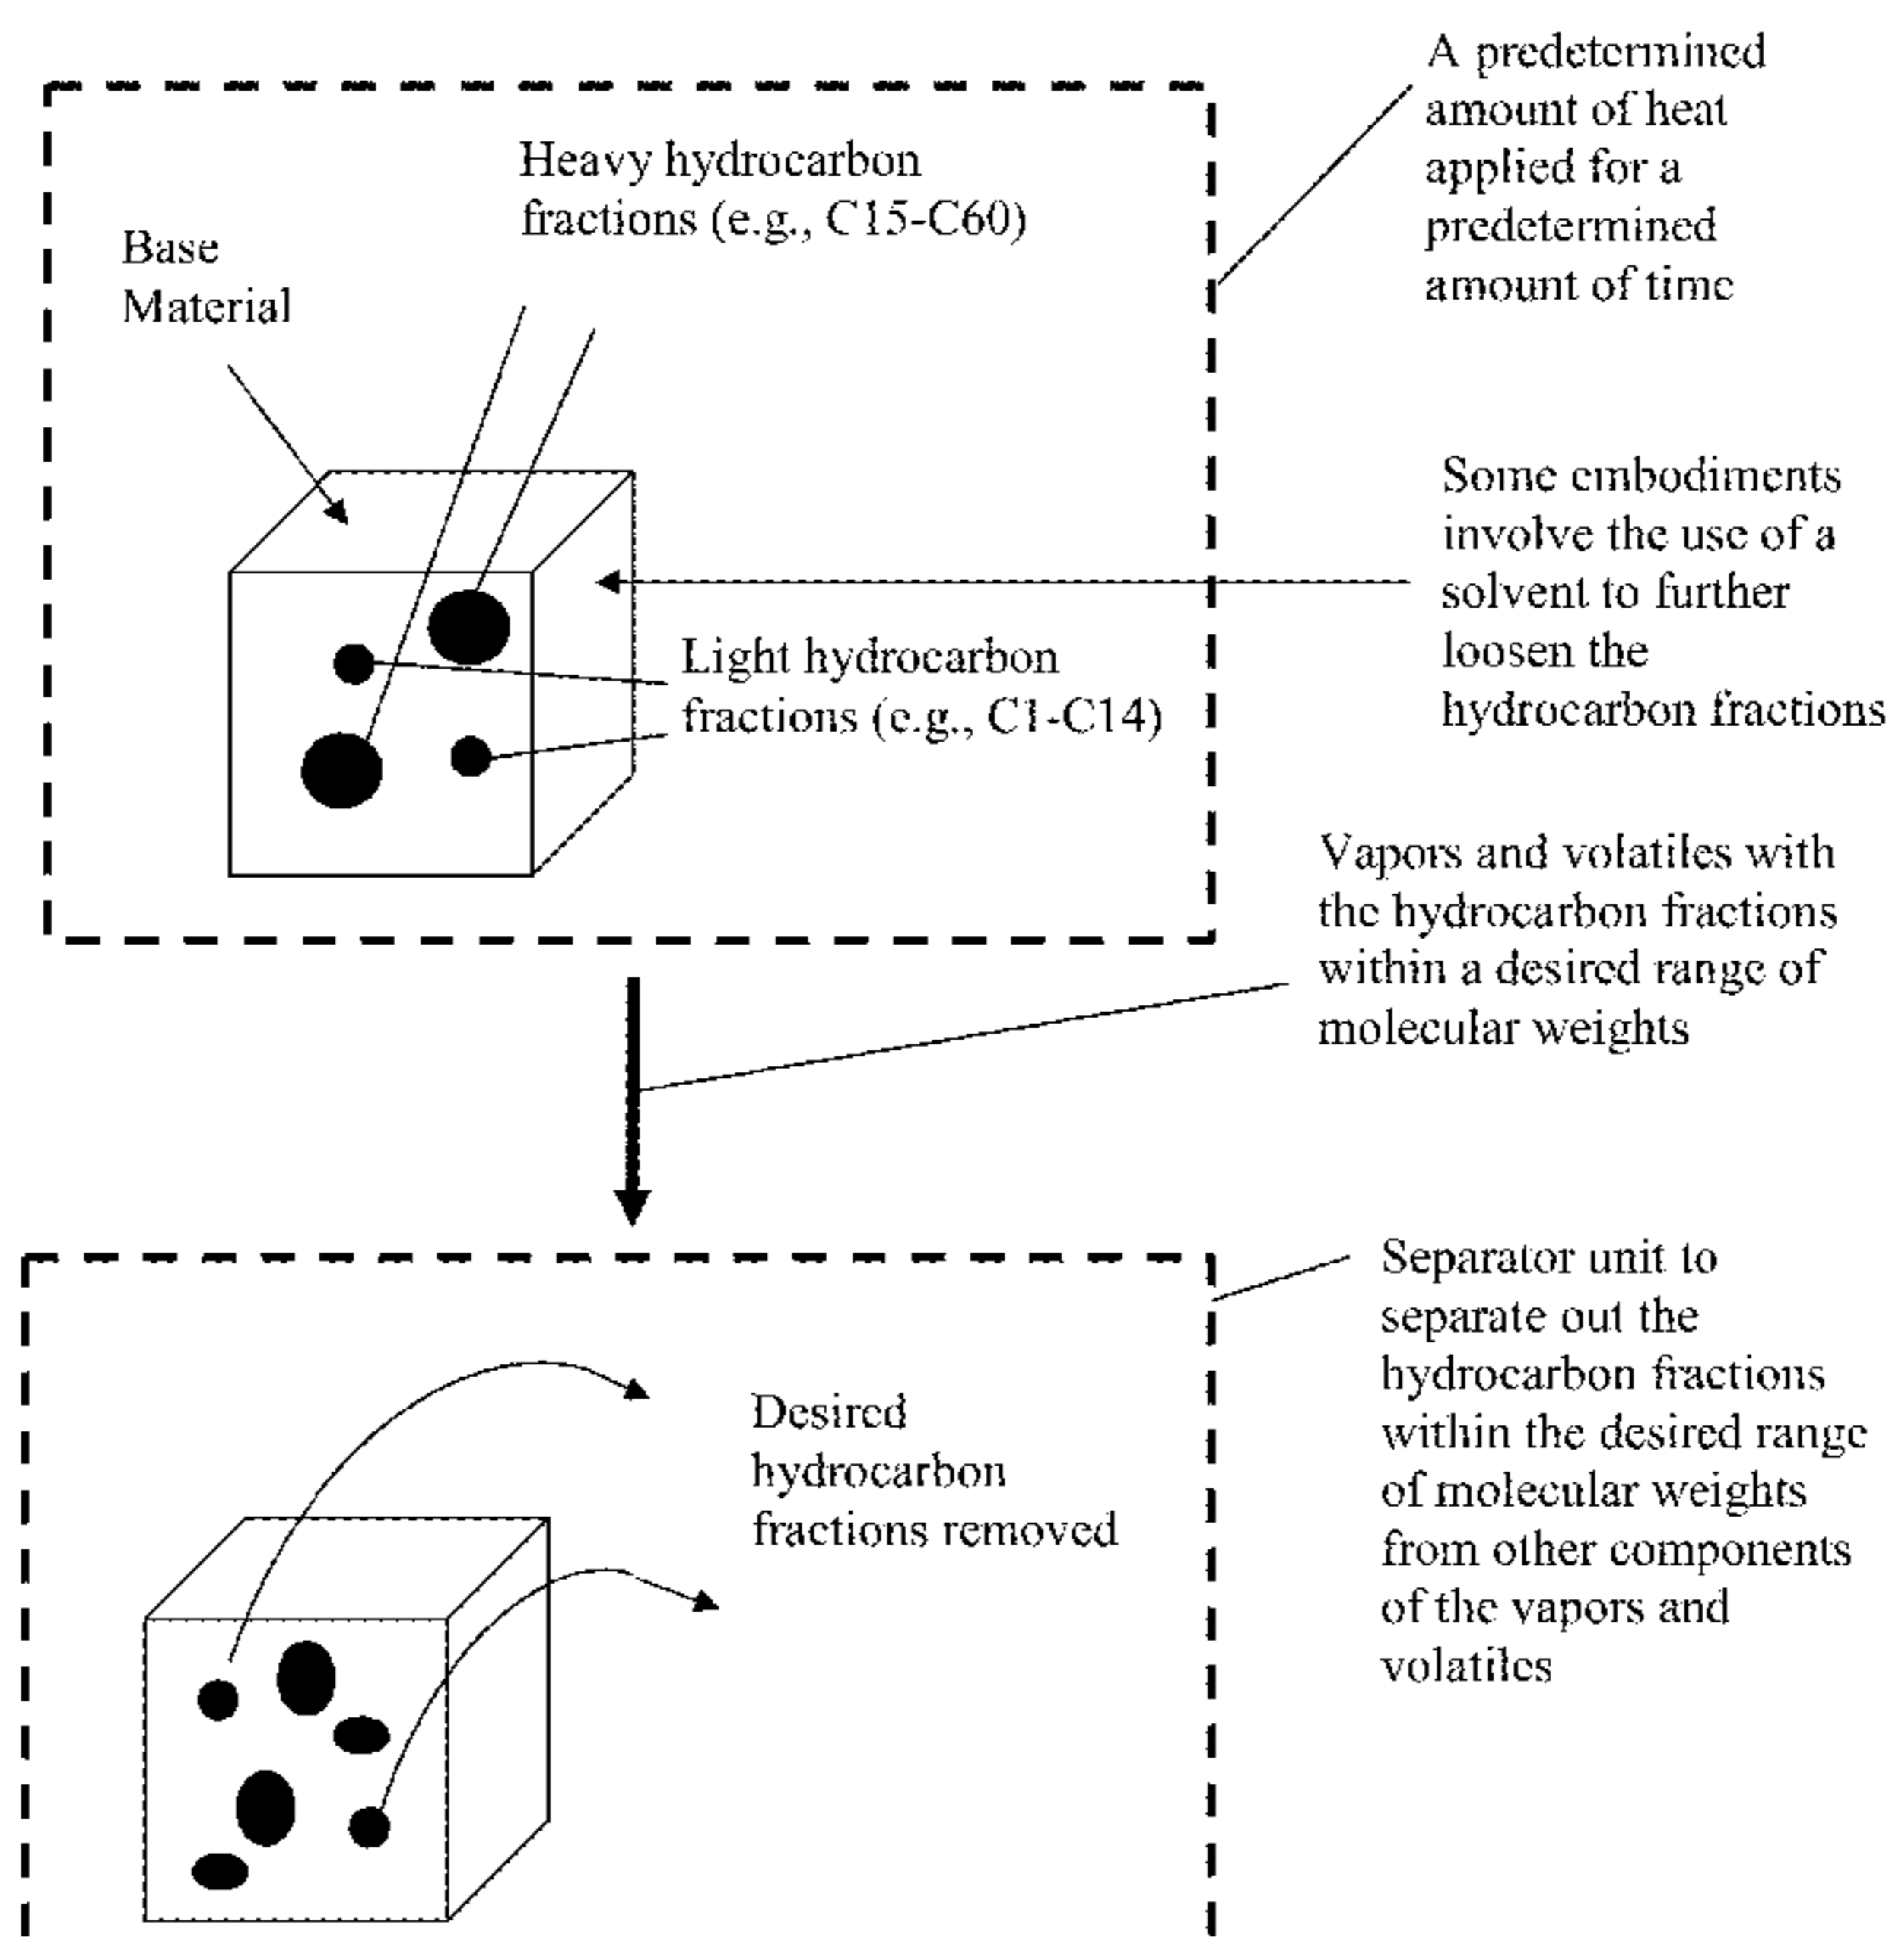 A predetermined
amount of heat
applied for a
predetermined
amount of time
Heavy hydrocarbon
fractions (e.g., C15-C60)
Base
Material
Some embodiments
involve the use of a
solvent to further
loosen the
hydrocarbon fractions
Light hydrocarbon
fractions (e.g., C1-C14)
Vapors and volatiles with
the hydrocarbon fractions
within a desired range of
molecular weights
Separator unit to
separate out the
hydrocarbon fractions
within the desired range
of molecular weights
from other components
of the vapors and
volatiles
Desired
hydrocarbon
fractions removed